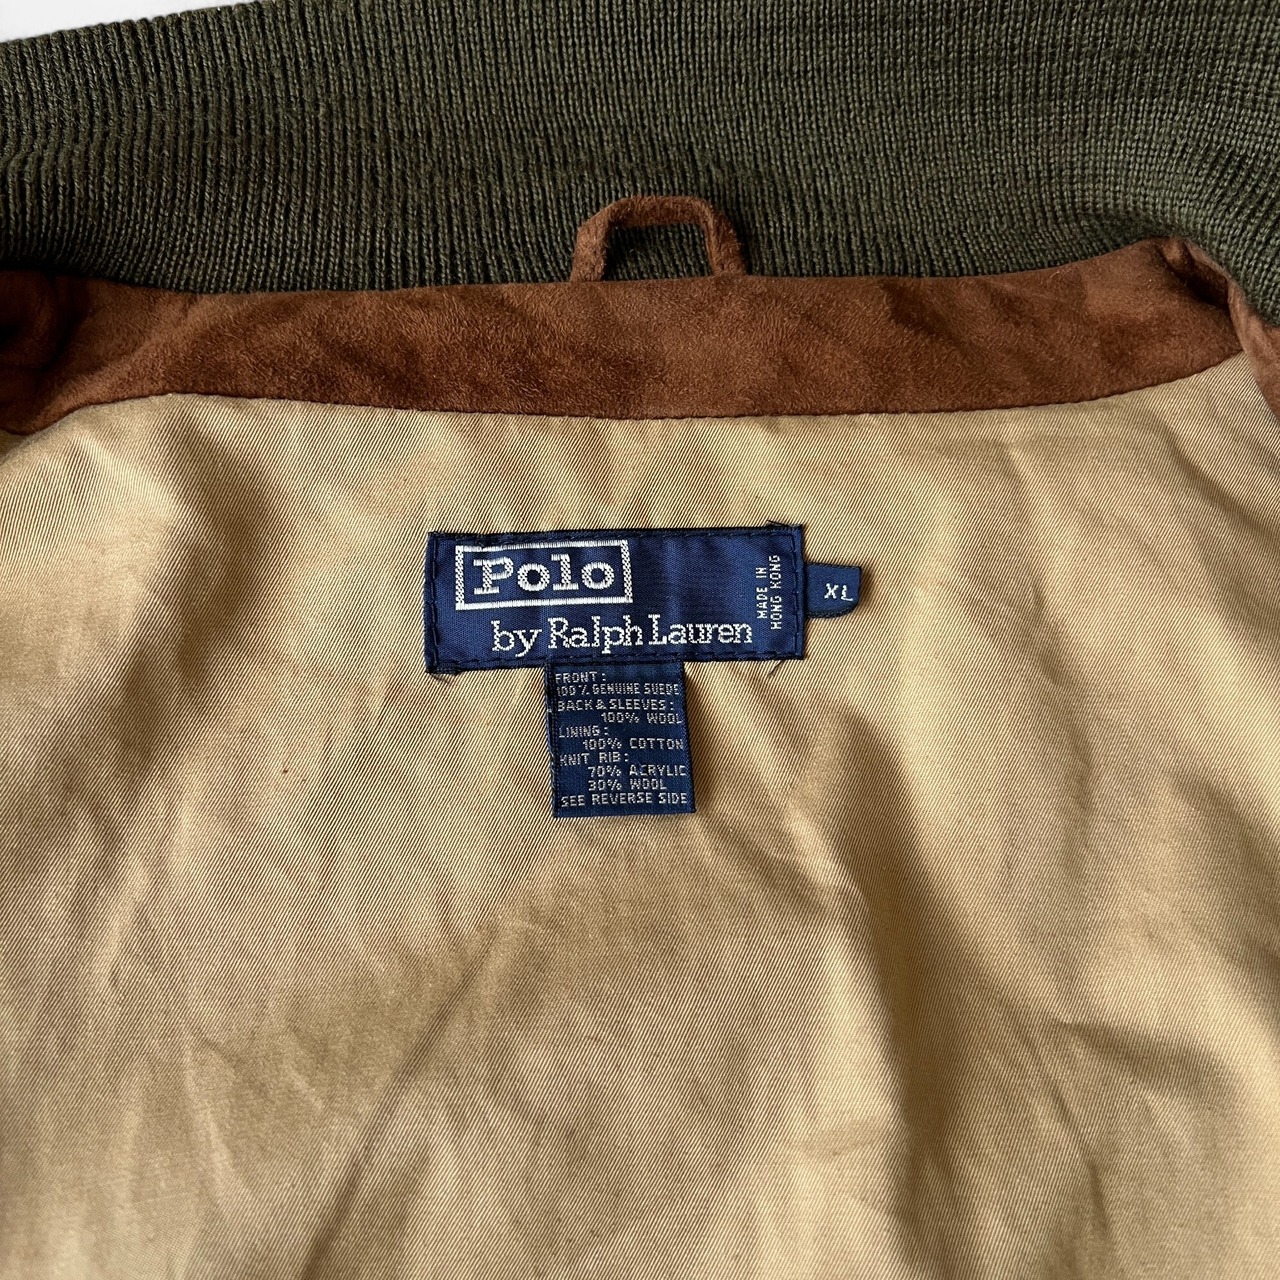 Polo
by Ralph Lauren
MADE IN
HONG KONG
XL
FRONT:
100% GENUINE SUEDE
BACK & SLEEVES:
100% WOOL
LINING:
100% COTTON
KNIT RIB:
70% ACRYLIC
30% WOOL
SEE REVERSE SIDE